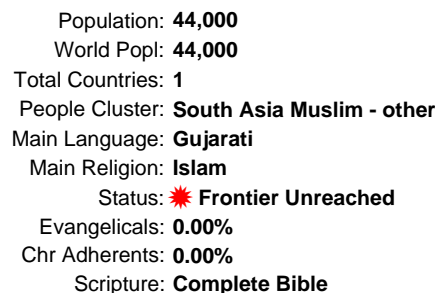 Population: 44,000
World Popl: 44,000
Total Countries: 1
People Cluster: South Asia Muslim - other
Main Language: Gujarati
Main Religion: Islam
Status: Frontier Unreached
Evangelicals: 0.00%
Chr Adherents: 0.00%
Scripture: Complete Bible